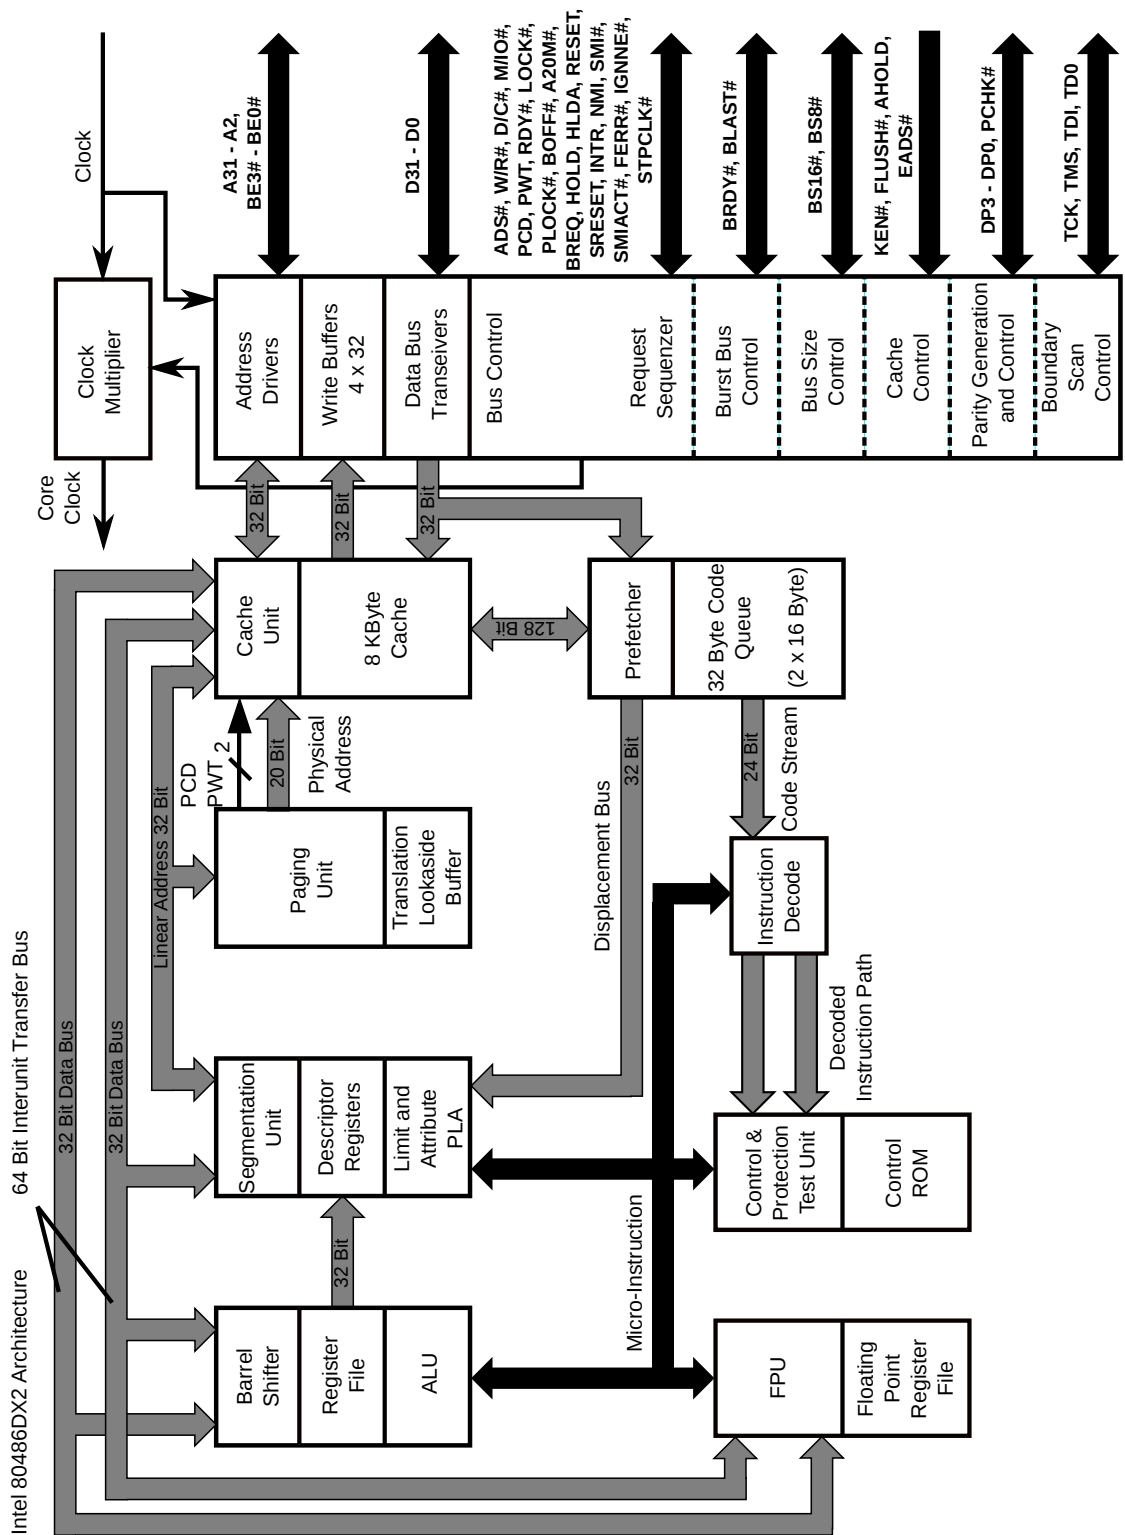 Intel 80486DX2 Architecture
64 Bit Interunit Transfer Bus
32 Bit Data Bus
32 Bit Data Bus
Linear Address 32 Bit
Core
Clock
Clock
Multiplier
Clock
Barrel
Shifter
Register
File
ALU
32 Bit
Segmentation
Unit
Descriptor
Registers
Limit and
Attribute
PLA
Paging
Unit
Translation
Lookaside
Buffer
PCD
PWT
2
20 Bit
Physical
Address
Cache
Unit
8 KByte
Cache
32 Bit
32 Bit
32 Bit
128 Bit
Address
Drivers
Write Buffers
4 x 32
Data Bus
Transeivers
Bus Control
Request
Sequenzer
Burst Bus
Control
Bus Size
Control
Cache
Control
Parity Generation
and Control
Boundary
Scan
Control
A31 - A2,
BE3# - BE0#
D31 - D0
ADS#, W/R#, D/C#, M/IO#,
PCD, PWT, RDY#, LOCK#,
PLOCK#, BOFF#, A20M#,
BREQ, HOLD, HLDA, RESET,
SRESET, INTR, NMI, SMI#,
SMIACT#, FERR#, IGNNE#,
STPCLK#
BRDY#, BLAST#
BS16#, BS8#
KEN#, FLUSH#, AHOLD,
EADS#
DP3 - DP0, PCHK#
TCK, TMS, TDI, TD0
Displacement Bus
32 Bit
Prefetcher
32 Byte Code
Queue
(2 x 16 Byte)
24 Bit
Code Stream
Micro-Instruction
Instruction
Decode
Decoded
Instruction Path
Control &
Protection
Test Unit
Control
ROM
FPU
Floating
Point
Register
File